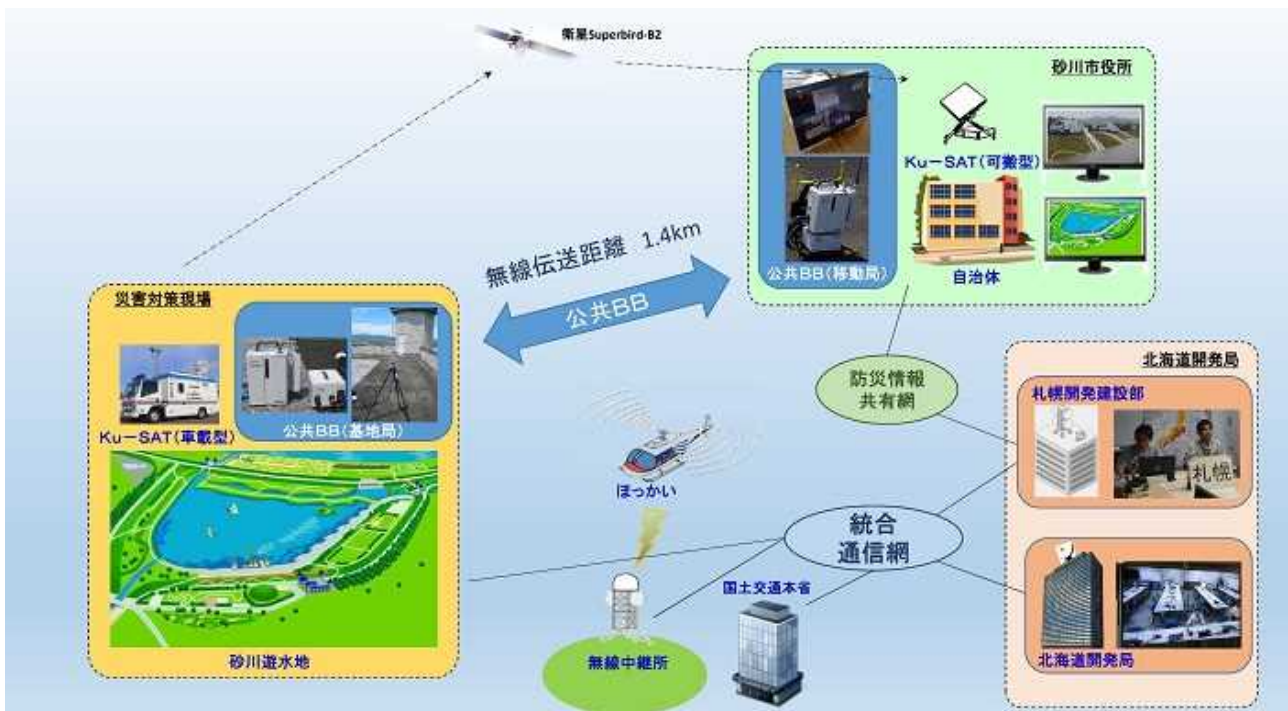 衛星Superbird-B2
砂川市役所
Ku－SAT(可搬型)
公共BB(移動局)
自治体
無線伝送距離 1.4km
公共BB
災害対策現場
Ku－SAT(車載型)
公共BB(基地局)
砂川遊水地
防災情報
共有網
北海道開発局
札幌開発建設部
札幌
ほっかい
統合
通信網
国土交通本省
無線中継所
北海道開発局